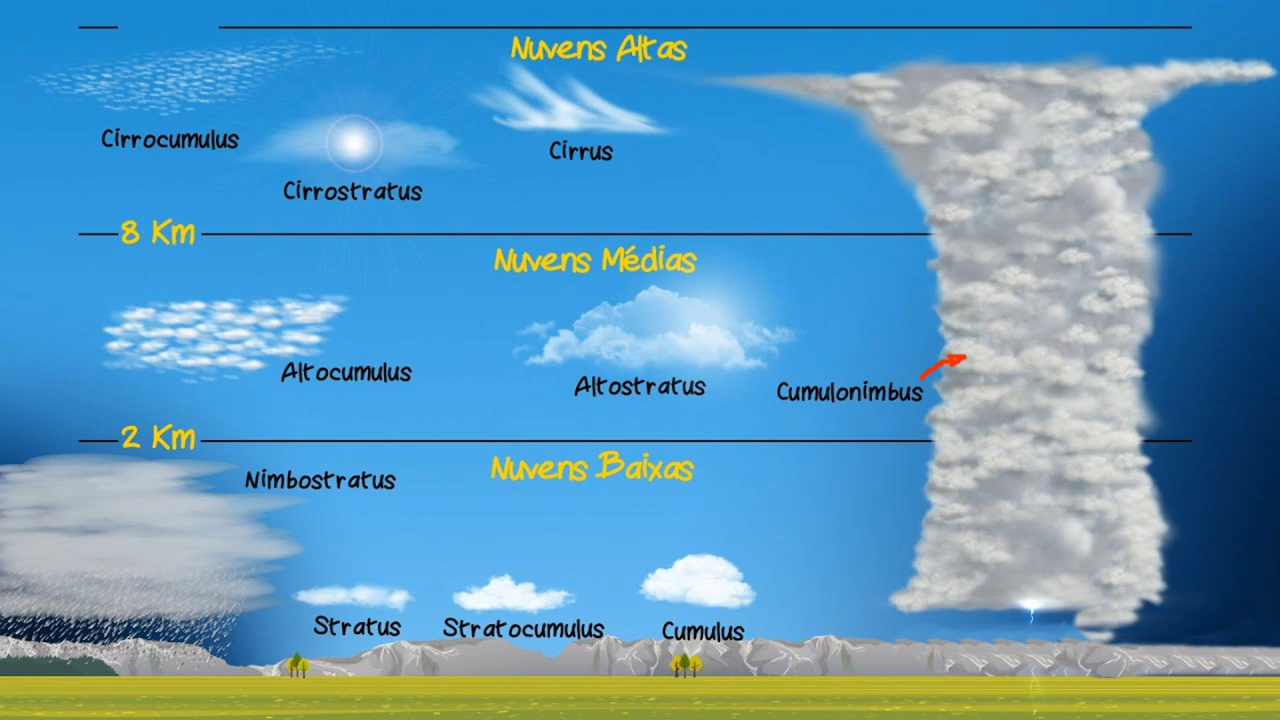 Nuvens Altas
Cirrocumulus
Cirrus
Cirrostratus
8 Km
Nuvens Médias
Altocumulus
Altostratus
Cumulonimbus
2 Km
Nuvens Baixas
Nimbostratus
Stratus
Stratocumulus
Cumulus